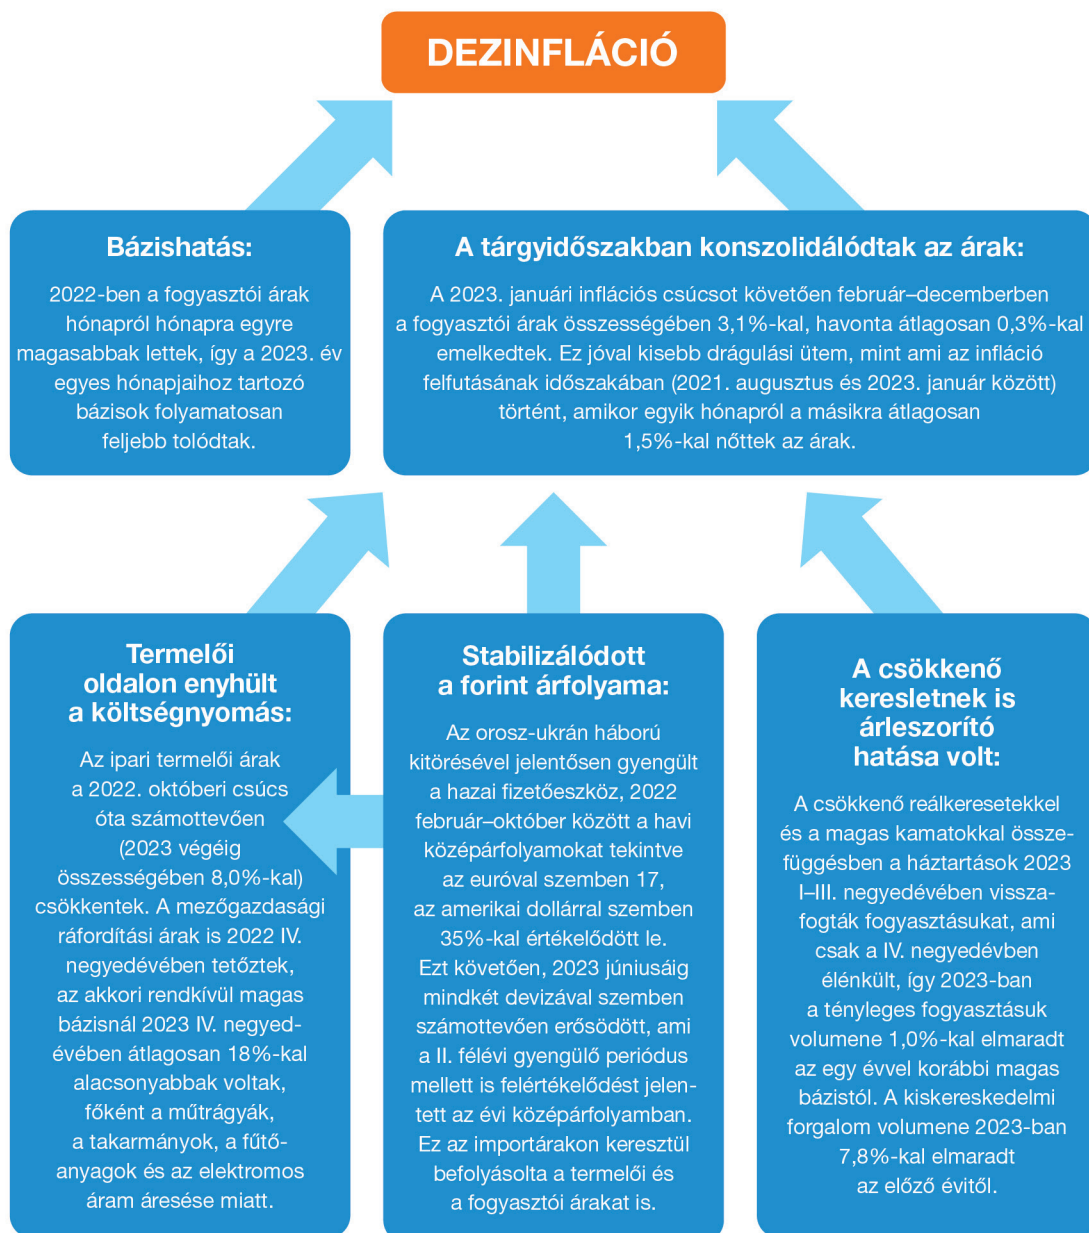 DEZINFLÁCIÓ
Bázishatás:
2022-ben a fogyasztói árak
hónapról hónapra egyre
magasabbak lettek, így a 2023. év
egyes hónapjaihoz tartozó
bázisok folyamatosan
feljebb tolódtak.
A tárgyidőszakban konszolidálódtak az árak:
A 2023. januári inflációs csúcsot követően február–decemberben
a fogyasztói árak összességében 3,1%-kal, havonta átlagosan 0,3%-kal
emelkedtek. Ez jóval kisebb drágulási ütem, mint ami az infláció
felfutásának időszakában (2021. augusztus és 2023. január között)
történt, amikor egyik hónapról a másikra átlagosan
1,5%-kal nőttek az árak.
Termelői
oldalon enyhült
a költségnyomás:
Az ipari termelői árak
a 2022. októberi csúcs
óta számottevően
(2023 végéig
összességében 8,0%-kal)
csökkentek. A mezőgazdasági
ráfordítási árak is 2022 IV.
negyedévében tetőztek,
az akkori rendkívül magas
bázisnál 2023 IV. negyed-
évében átlagosan 18%-kal
alacsonyabbak voltak,
főként a műtrágyák,
a takarmányok, a fűtő-
anyagok és az elektromos
áram áresése miatt.
Stabilizálódott
a forint árfolyama:
Az orosz-ukrán háború
kitörésével jelentősen gyengült
a hazai fizetőeszköz, 2022
február–október között a havi
középárfolyamokat tekintve
az euróval szemben 17,
az amerikai dollárral szemben
35%-kal értékelődött le.
Ezt követően, 2023 júniusáig
mindkét devizával szemben
számottevően erősödött, ami
a II. félévi gyengülő periódus
mellett is felértékelődést jelen-
tett az évi középárfolyamban.
Ez az importárakon keresztül
befolyásolta a termelői és
a fogyasztói árakat is.
A csökkenő
keresletnek is
árleszorító
hatása volt:
A csökkenő reálkeresetekkel
és a magas kamatokkal össze-
függésben a háztartások 2023
I–III. negyedévében vissza-
fogták fogyasztásukat, ami
csak a IV. negyedévben
élénkült, így 2023-ban
a tényleges fogyasztásuk
volumene 1,0%-kal elmaradt
az egy évvel korábbi magas
bázistól. A kiskereskedelmi
forgalom volumene 2023-ban
7,8%-kal elmaradt
az előző évitől.